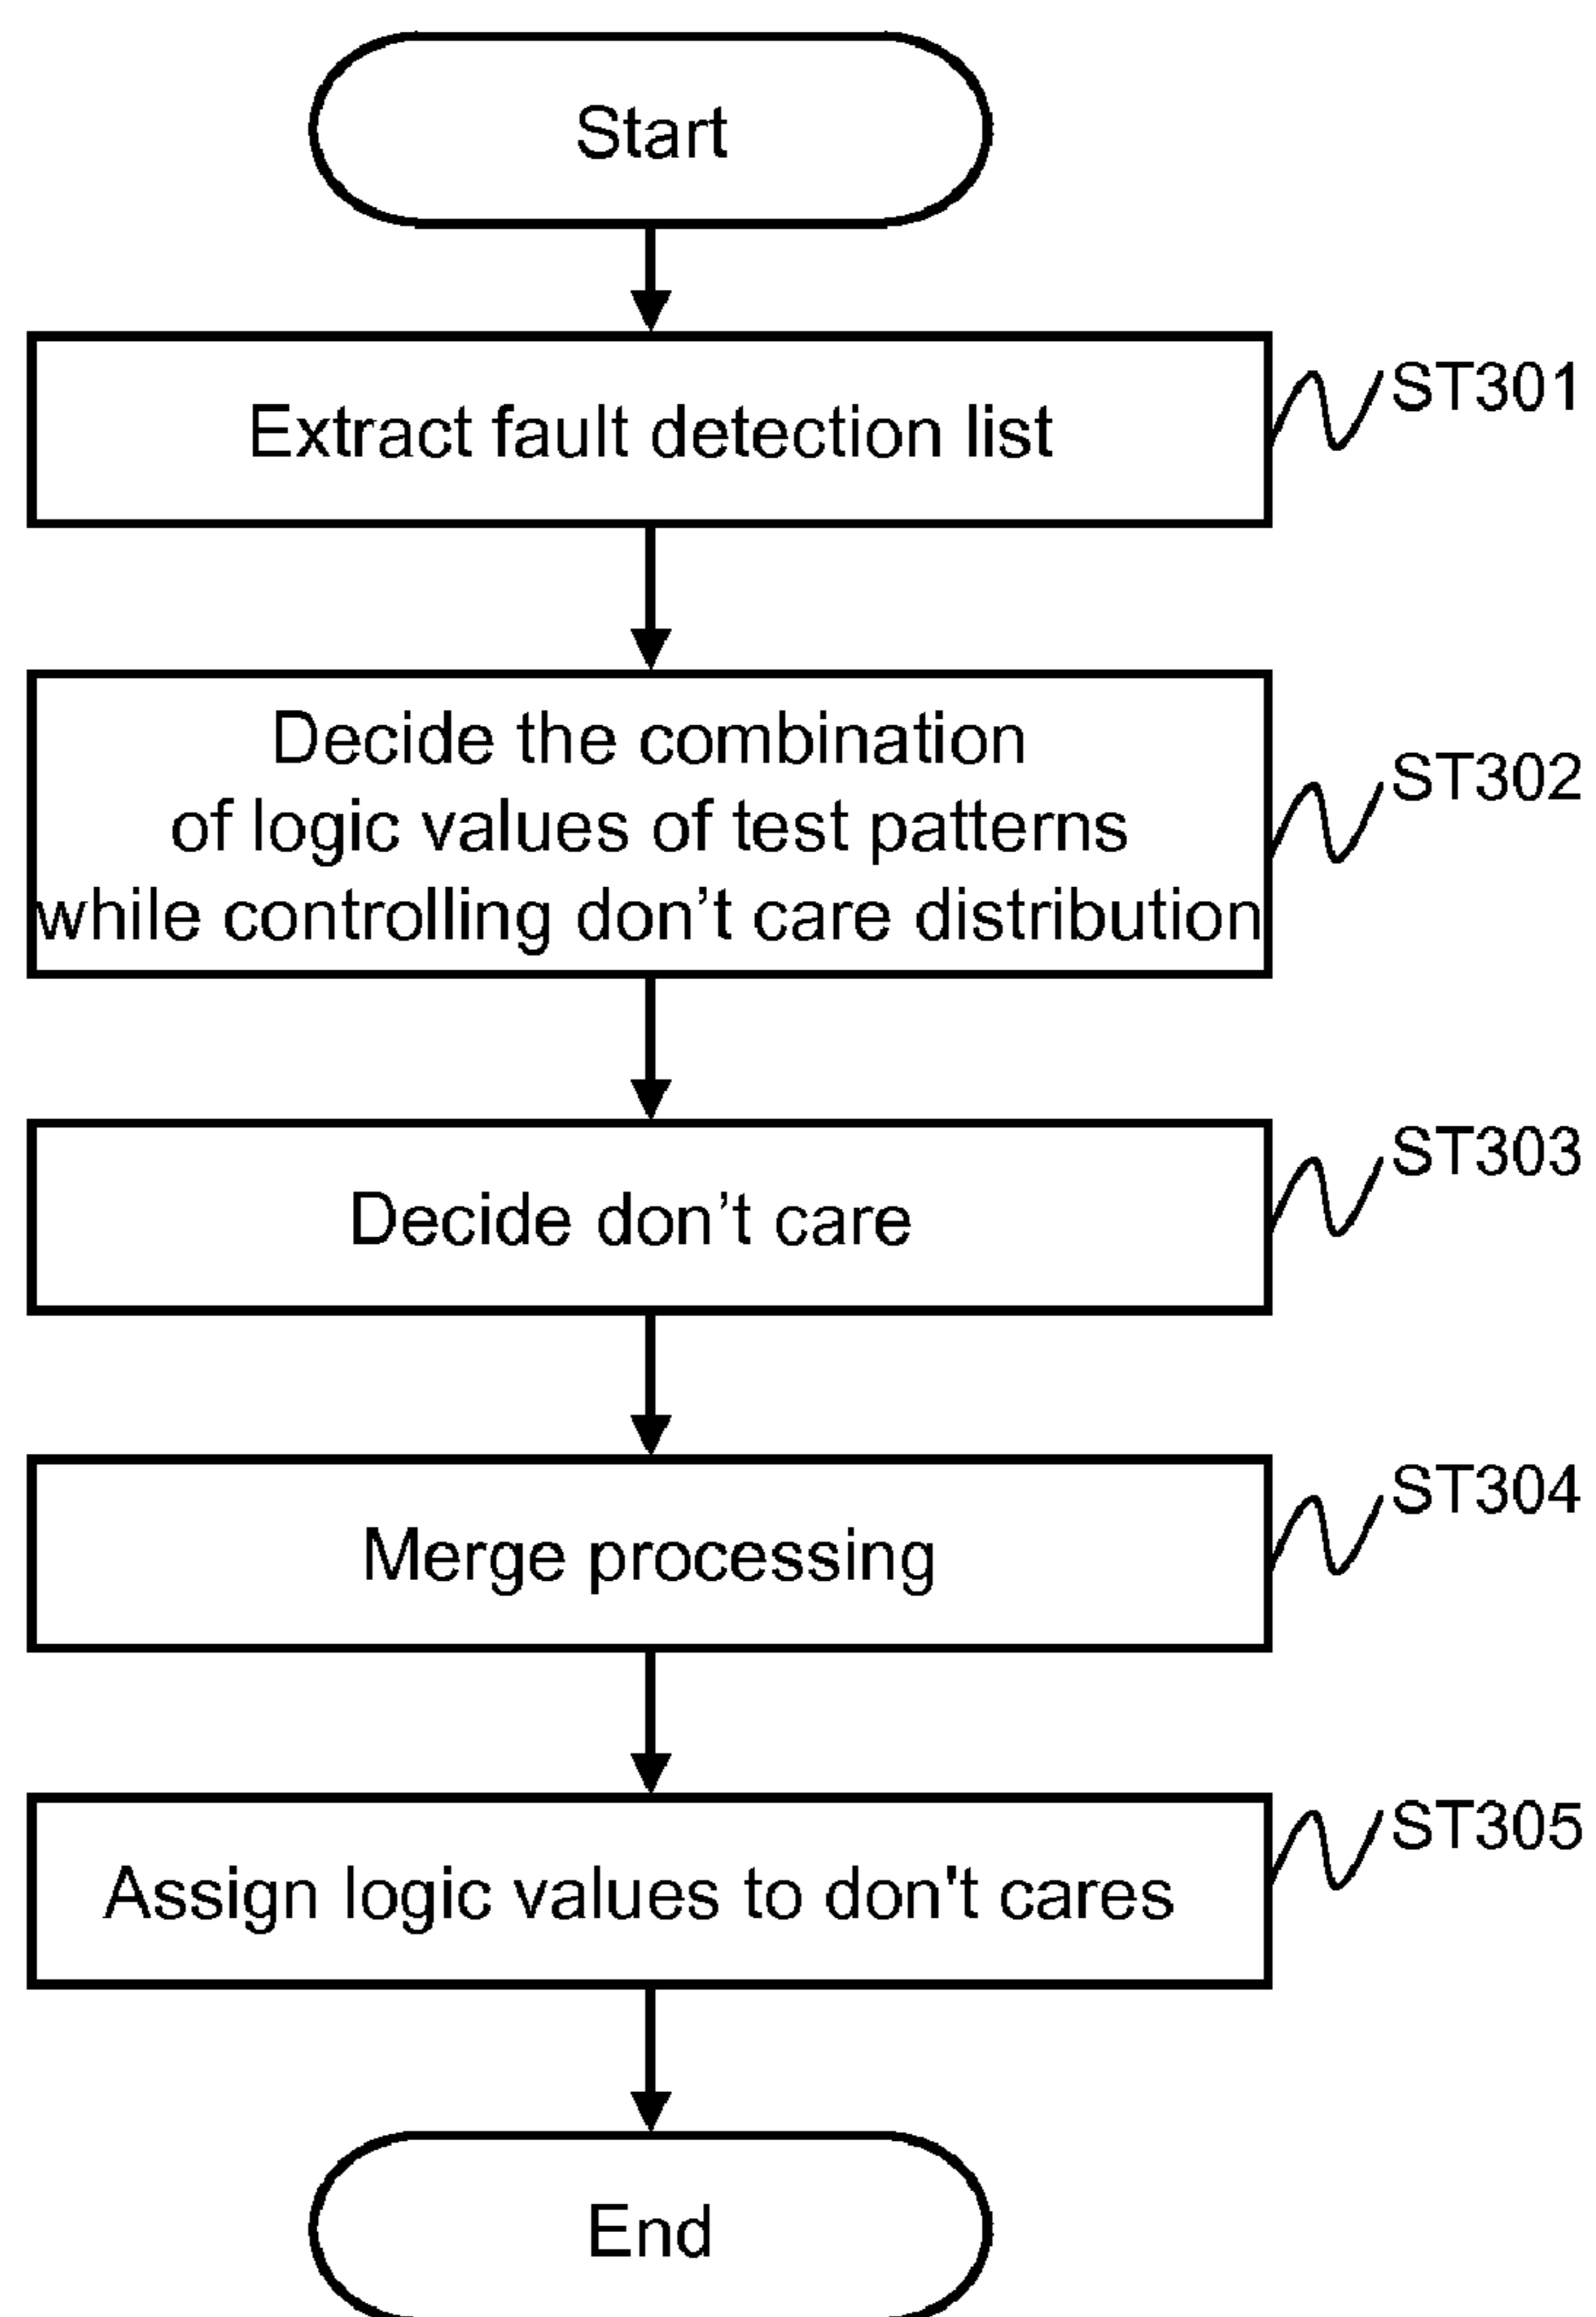 Start
Extract fault detection list
ST301
Decide the combination
of logic values of test patterns
while controlling don’t care distribution
ST302
Decide don’t care
ST303
Merge processing
ST304
Assign logic values to don't cares
ST305
End